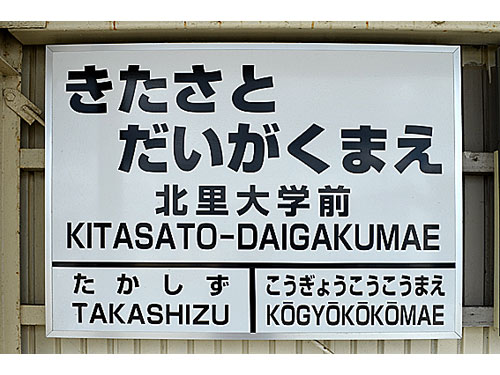 きたさと
だいがくまえ
北里大学前
KITASATO-DAIGAKUMAE
たかしず
TAKASHIZU
こうぎょうこうこうまえ
KŌGYŌKŌKŌMAE